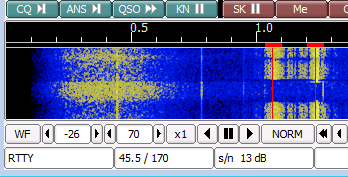 CQ ANS QSO KN SK Me
0.5 1.0
WF -26 70 x1 NORM
RTTY 45.5 / 170 s/n 13 dB